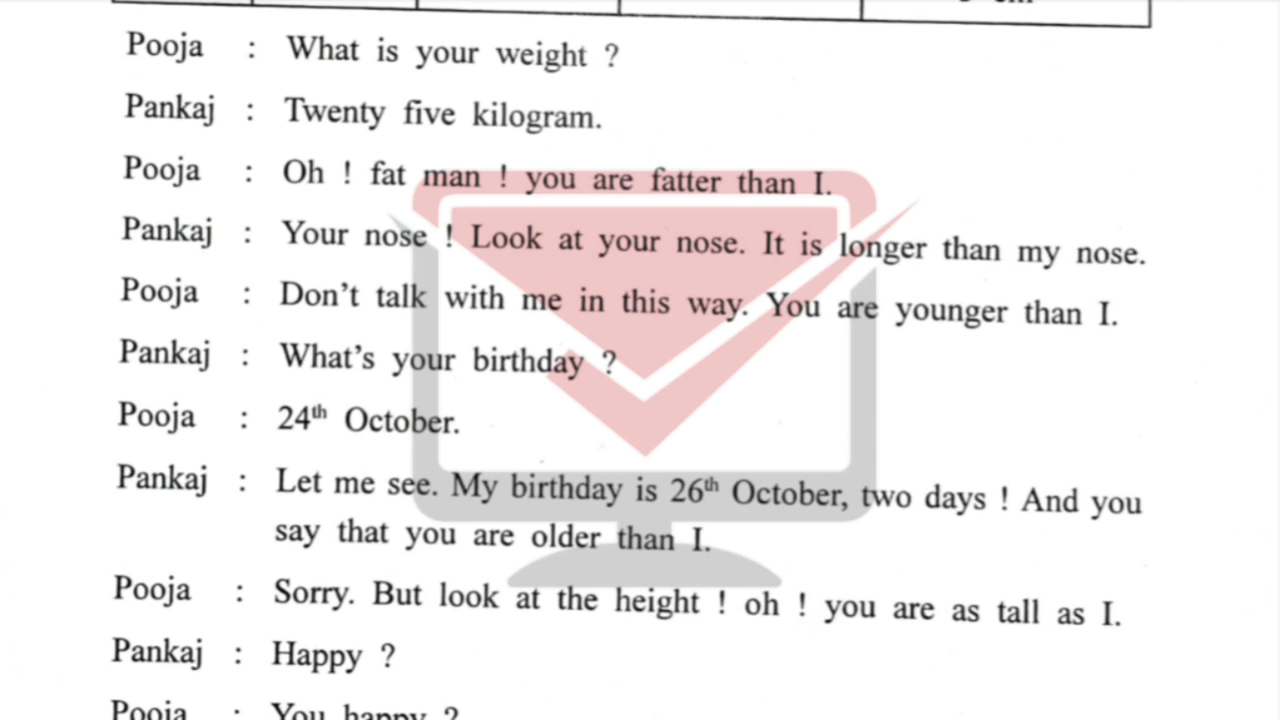 Pooja : What is your weight ?
Pankaj : Twenty five kilogram.
Pooja : Oh ! fat man ! you are fatter than I.
Pankaj : Your nose ! Look at your nose. It is longer than my nose.
Pooja : Don't talk with me in this way. You are younger than I.
Pankaj : What's your birthday ?
Pooja : 24th October.
Pankaj : Let me see. My birthday is 26th October, two days ! And you
say that you are older than I.
Pooja : Sorry. But look at the height ! oh ! you are as tall as I.
Pankaj : Happy ?
Pooja : You happy ?